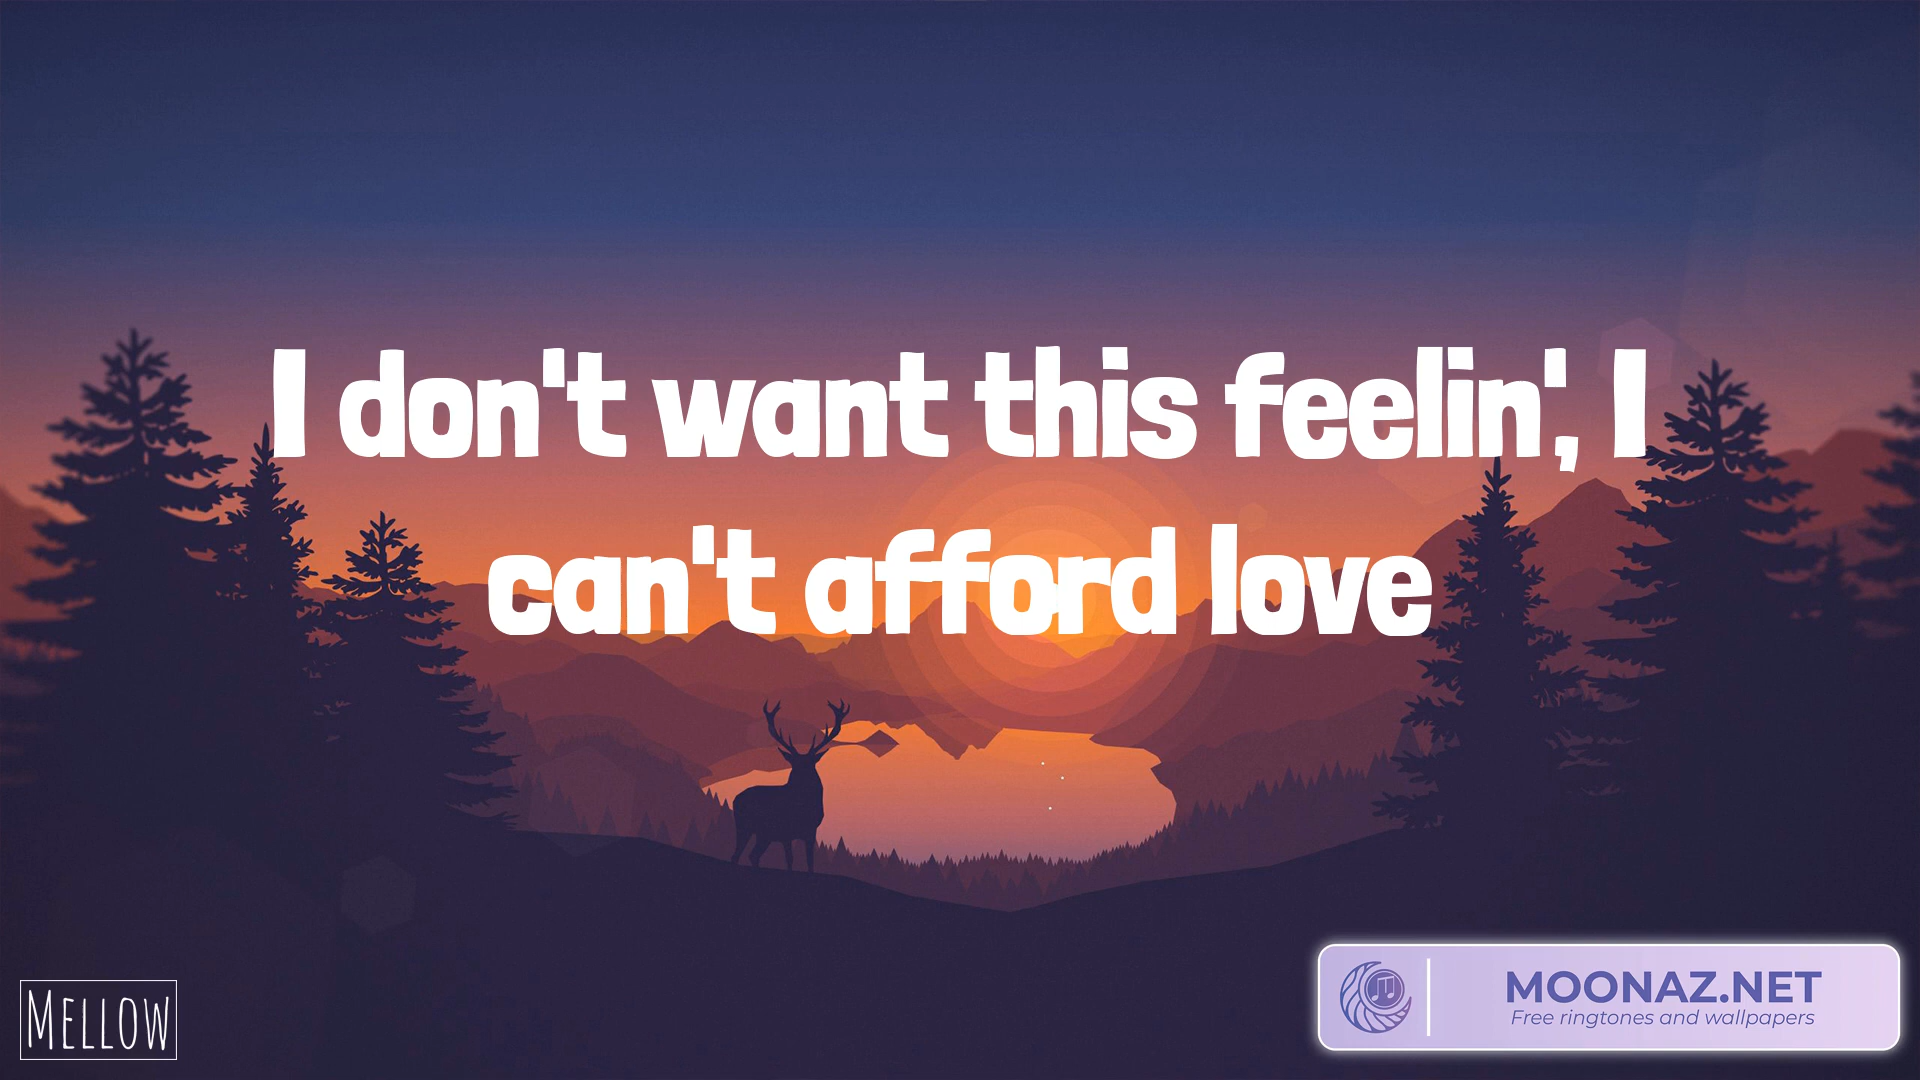 I don't want this feelin', I
can't afford love
MELLOW
MOONAZ.NET
Free ringtones and wallpapers